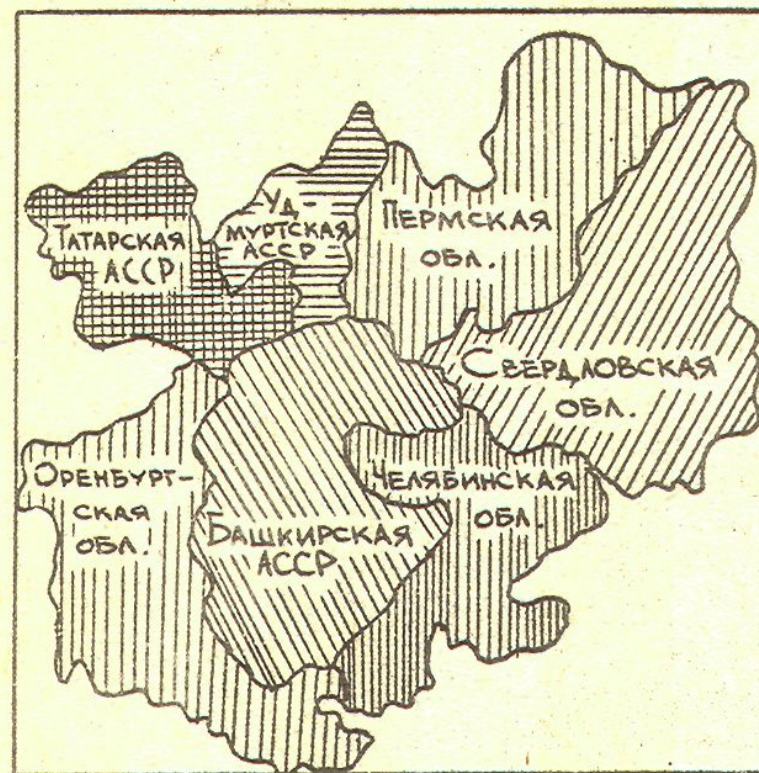 Татарская
АССР
Уд
муртская
АССР
Пермская
обл.
Свердловская
обл.
Оренбург-
ская
обл.
Башкирская
АССР
Челябинская
обл.